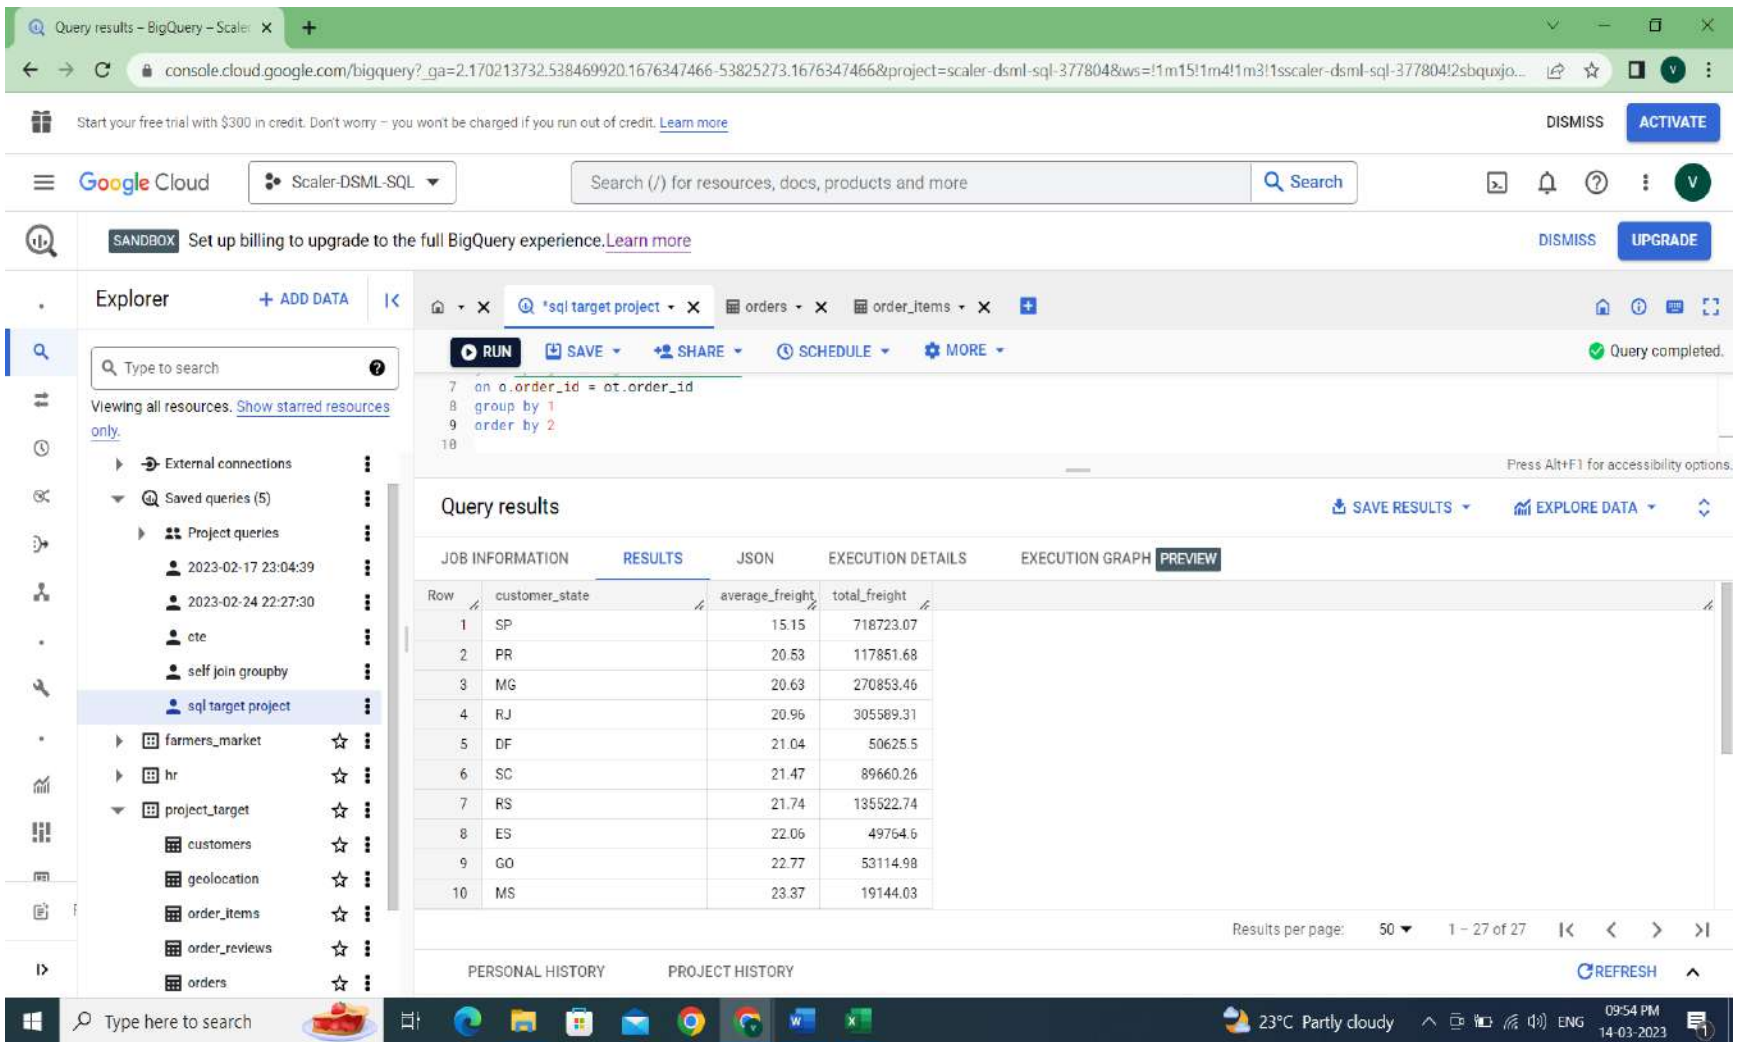 Query results – BigQuery – Scaler
console.cloud.google.com/bigquery?_ga=2.170213732.538469920.1676347466-53825273.1676347466&project=scaler-dsml-sql-377804&ws=!1m15!1m4!1m3!1sscaler-dsml-sql-377804!2sbquxjo...
V
Start your free trial with $300 in credit. Don't worry – you won't be charged if you run out of credit. Learn more
DISMISS
ACTIVATE
Google Cloud
Scaler-DSML-SQL
Search (/) for resources, docs, products and more
Search
V
SANDBOX Set up billing to upgrade to the full BigQuery experience. Learn more
DISMISS
UPGRADE
Explorer
+ ADD DATA
*sql target project
orders
order_items
RUN
SAVE
SHARE
SCHEDULE
MORE
Query completed.
Type to search
Viewing all resources. Show starred resources
only.
External connections
Saved queries (5)
Project queries
2023-02-17 23:04:39
2023-02-24 22:27:30
cte
self join groupby
sql target project
farmers_market
hr
project_target
customers
geolocation
order_items
order_reviews
orders
7 on o.order_id = ot.order_id
8 group by 1
9 order by 2
10
Press Alt+F1 for accessibility options.
Query results
SAVE RESULTS
EXPLORE DATA
JOB INFORMATION RESULTS JSON EXECUTION DETAILS EXECUTION GRAPH PREVIEW
Row customer_state average_freight total_freight
1 SP 15.15 718723.07
2 PR 20.53 117851.68
3 MG 20.63 270853.46
4 RJ 20.96 305589.31
5 DF 21.04 50625.5
6 SC 21.47 89660.26
7 RS 21.74 135522.74
8 ES 22.06 49764.6
9 GO 22.77 53114.98
10 MS 23.37 19144.03
Results per page: 50 1 – 27 of 27
PERSONAL HISTORY PROJECT HISTORY
REFRESH
Type here to search
23°C Partly cloudy
ENG
09:54 PM
14-03-2023
1